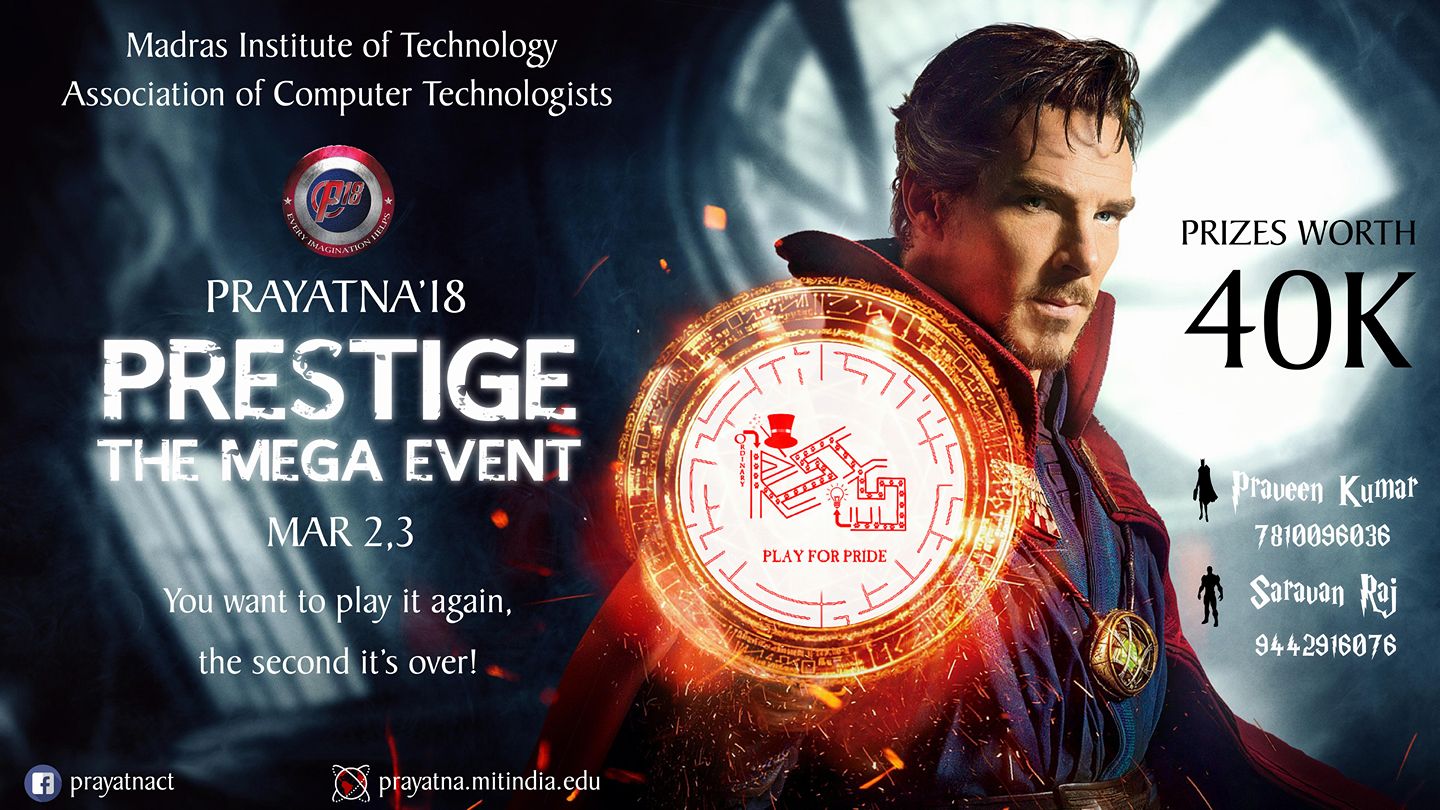 Madras Institute of Technology
Association of Computer Technologists
P18
EVERY IMAGINATION HELPS
PRAYATNA'18
PRESTIGE
THE MEGA EVENT
MAR 2,3
You want to play it again,
the second it's over!
prayatnact
prayatna.mitindia.edu
ORDINARY
PLAY FOR PRIDE
PRIZES WORTH
40K
Praveen Kumar
7810096036
Saravan Raj
9442916076